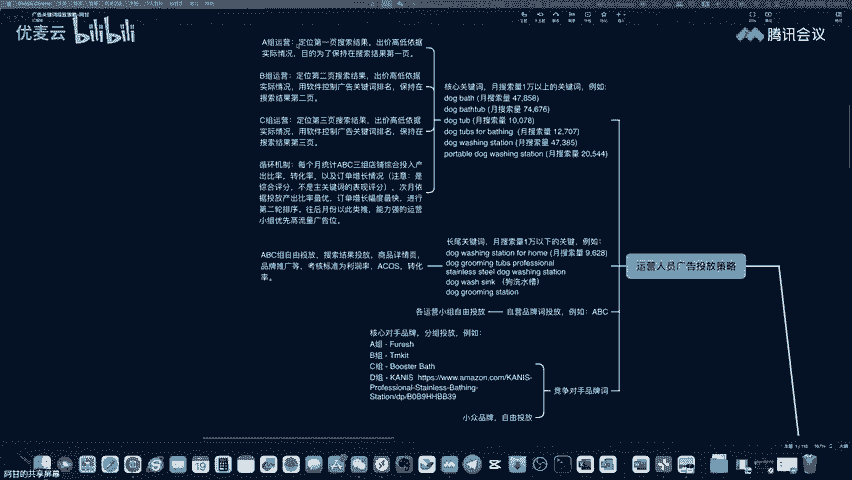 广告关键词投放策略-阿甘
优麦云 bilibili
腾讯会议
A组运营：定位第一页搜索结果，出价高低依据
实际情况，目的为了保持在搜索结果第一页。
B组运营：定位第二页搜索结果，出价高低依据
实际情况，用软件控制广告关键词排名，保持在
搜索结果第二页。
C组运营：定位第三页搜索结果，出价高低依据
实际情况，用软件控制广告关键词排名，保持在
搜索结果第三页。
循环机制：每个月统计ABC三组店铺综合投入产
出比率，转化率，以及订单增长情况（注意：是
综合评分，不是主关键词的表现评分），次月依
据投放产出比率最优，订单增长幅度最快，进行
第二轮排序。往后月份以此类推，能力强的运营
小组优先高流量广告位。
核心关键词，月搜索量1万以上的关键词，例如：
dog bath (月搜索量 47,858)
dog bathtub (月搜索量 74,676)
dog tub (月搜索量 10,078)
dog tubs for bathing (月搜索量 12,707)
dog washing station (月搜索量 47,385)
portable dog washing station (月搜索量 20,544)
ABC组自由投放、搜索结果投放，商品详情页，
品牌推广等，考核标准为利润率、ACOS，转化
率。
长尾关键词，月搜索量1万以下的关键，例如：
dog washing station for home (月搜索量 9,628)
dog grooming tubs professional
stainless steel dog washing station
dog wash sink （狗洗水槽）
dog grooming station
运营人员广告投放策略
各运营小组自由投放
自营品牌词投放，例如：ABC
核心对手品牌，分组投放，例如：
A组 - Furesh
B组 - Tmkit
C组 - Booster Bath
D组 - KANIS https://www.amazon.com/KANIS-
Professional-Stainless-Bathing-
Station/dp/B0B9HHBB39
竞争对手品牌词
小众品牌，自由投放
阿甘的共享屏幕